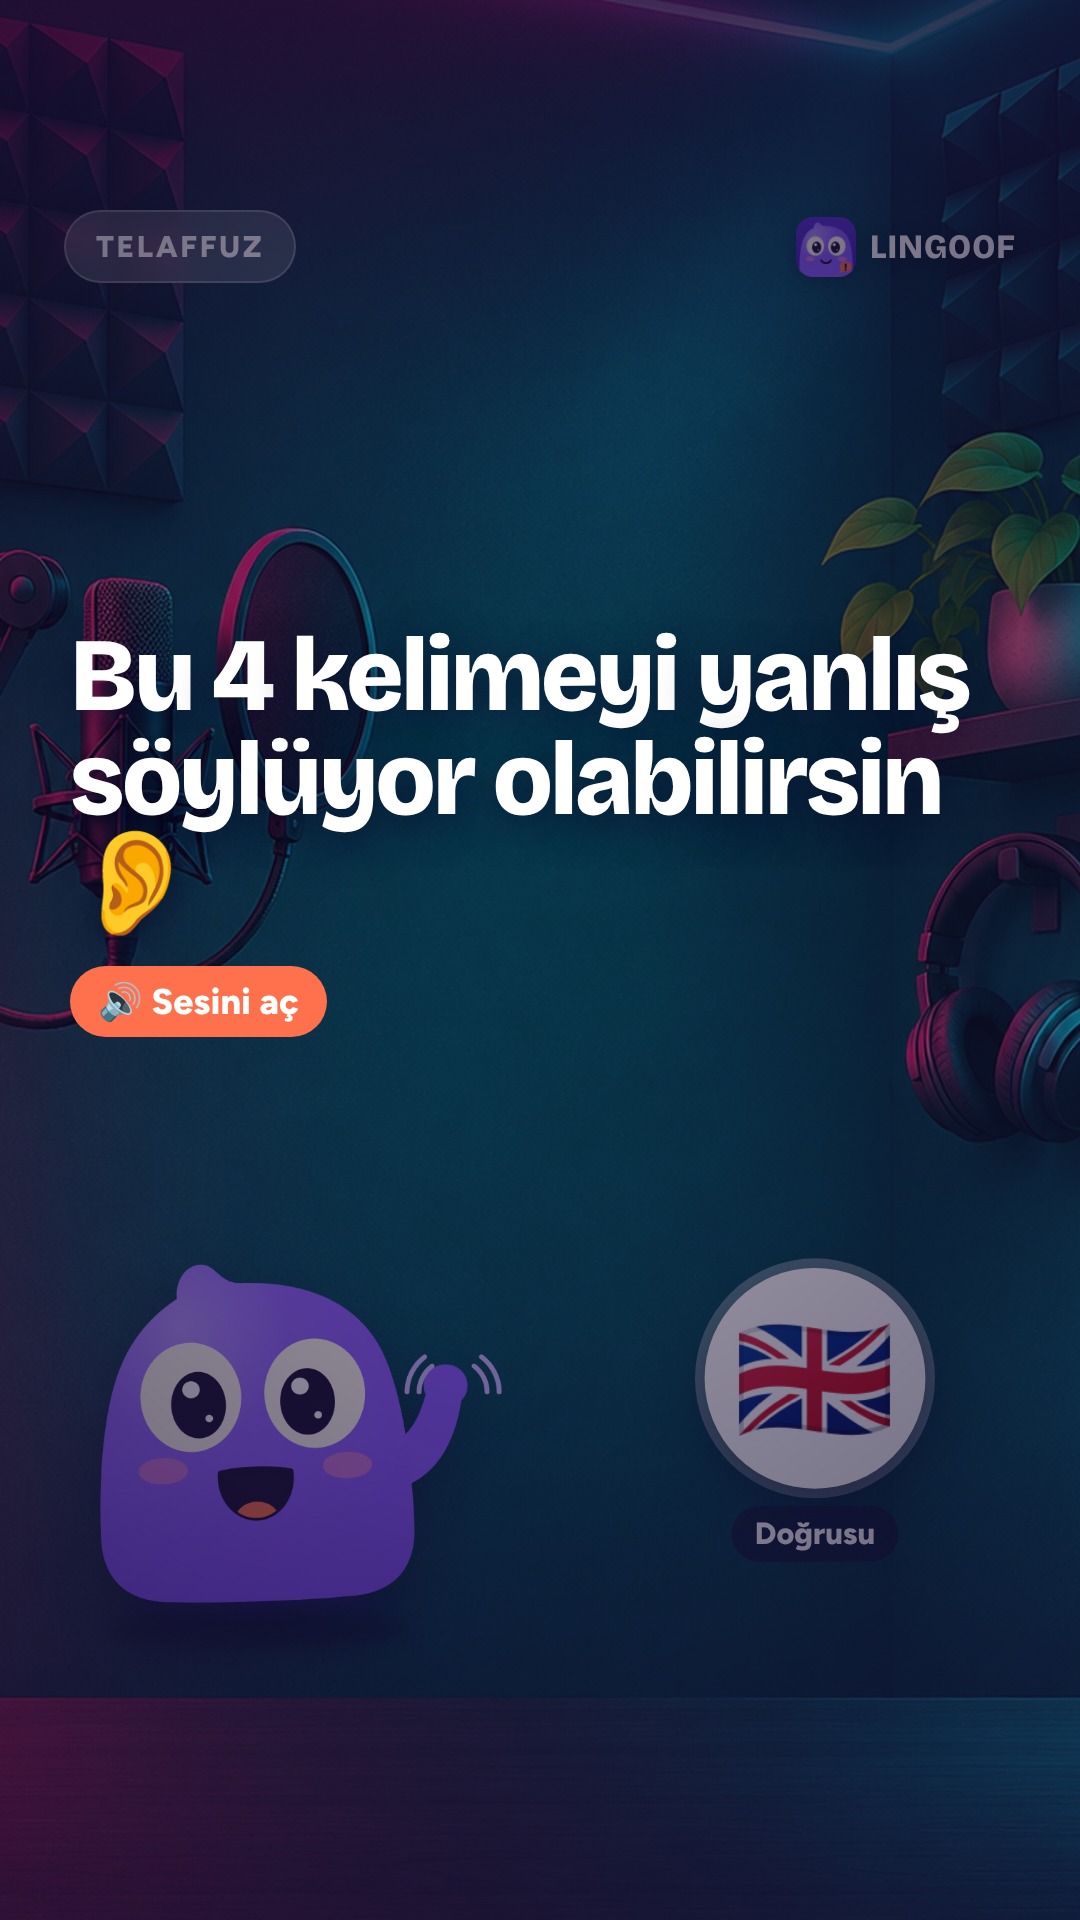 TELAFFUZ
LINGOOF
Bu 4 kelimeyi yanlış
söylüyor olabilirsin
👂
🔊 Sesini aç
Doğrusu